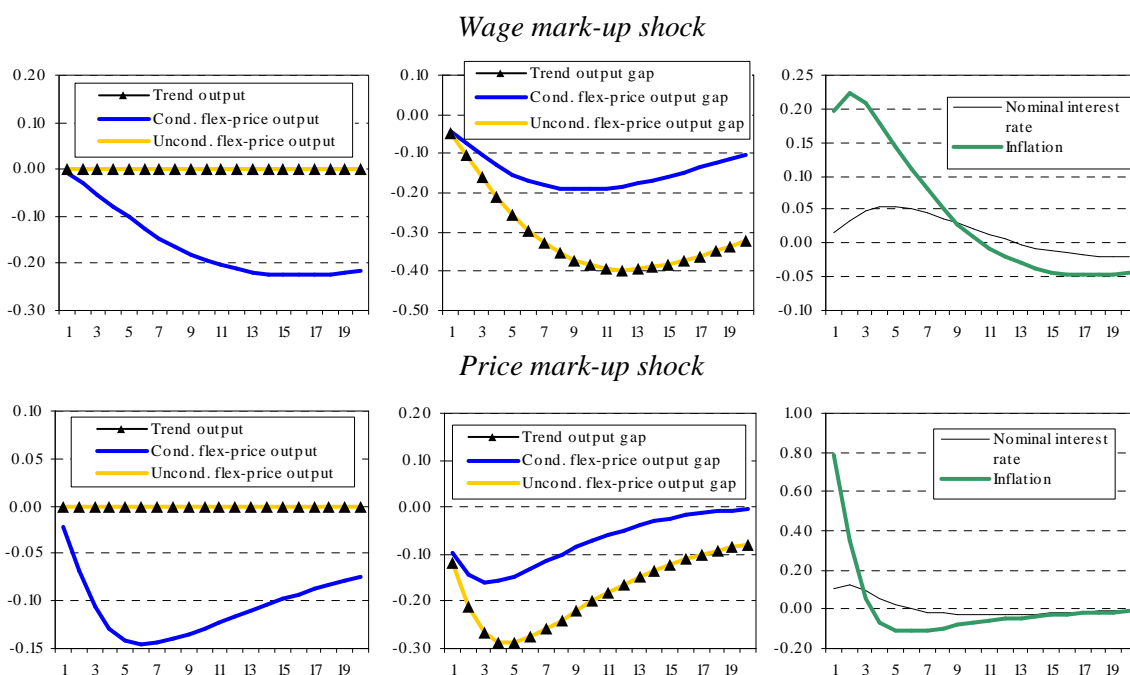 Wage mark-up shock
0.20
0.10
0.00
-0.10
-0.20
-0.30
Trend output
Cond. flex-price output
Uncond. flex-price output
1 3 5 7 9 11 13 15 17 19
0.10
0.00
-0.10
-0.20
-0.30
-0.40
-0.50
Trend output gap
Cond. flex-price output gap
Uncond. flex-price output gap
1 3 5 7 9 11 13 15 17 19
0.25
0.20
0.15
0.10
0.05
0.00
-0.05
-0.10
Nominal interest
rate
Inflation
1 3 5 7 9 11 13 15 17 19
Price mark-up shock
0.10
0.05
0.00
-0.05
-0.10
-0.15
Trend output
Cond. flex-price output
Uncond. flex-price output
1 3 5 7 9 11 13 15 17 19
0.20
0.10
0.00
-0.10
-0.20
-0.30
Trend output gap
Cond. flex-price output gap
Uncond. flex-price output gap
1 3 5 7 9 11 13 15 17 19
1.00
0.80
0.60
0.40
0.20
0.00
-0.20
Nominal interest
rate
Inflation
1 3 5 7 9 11 13 15 17 19